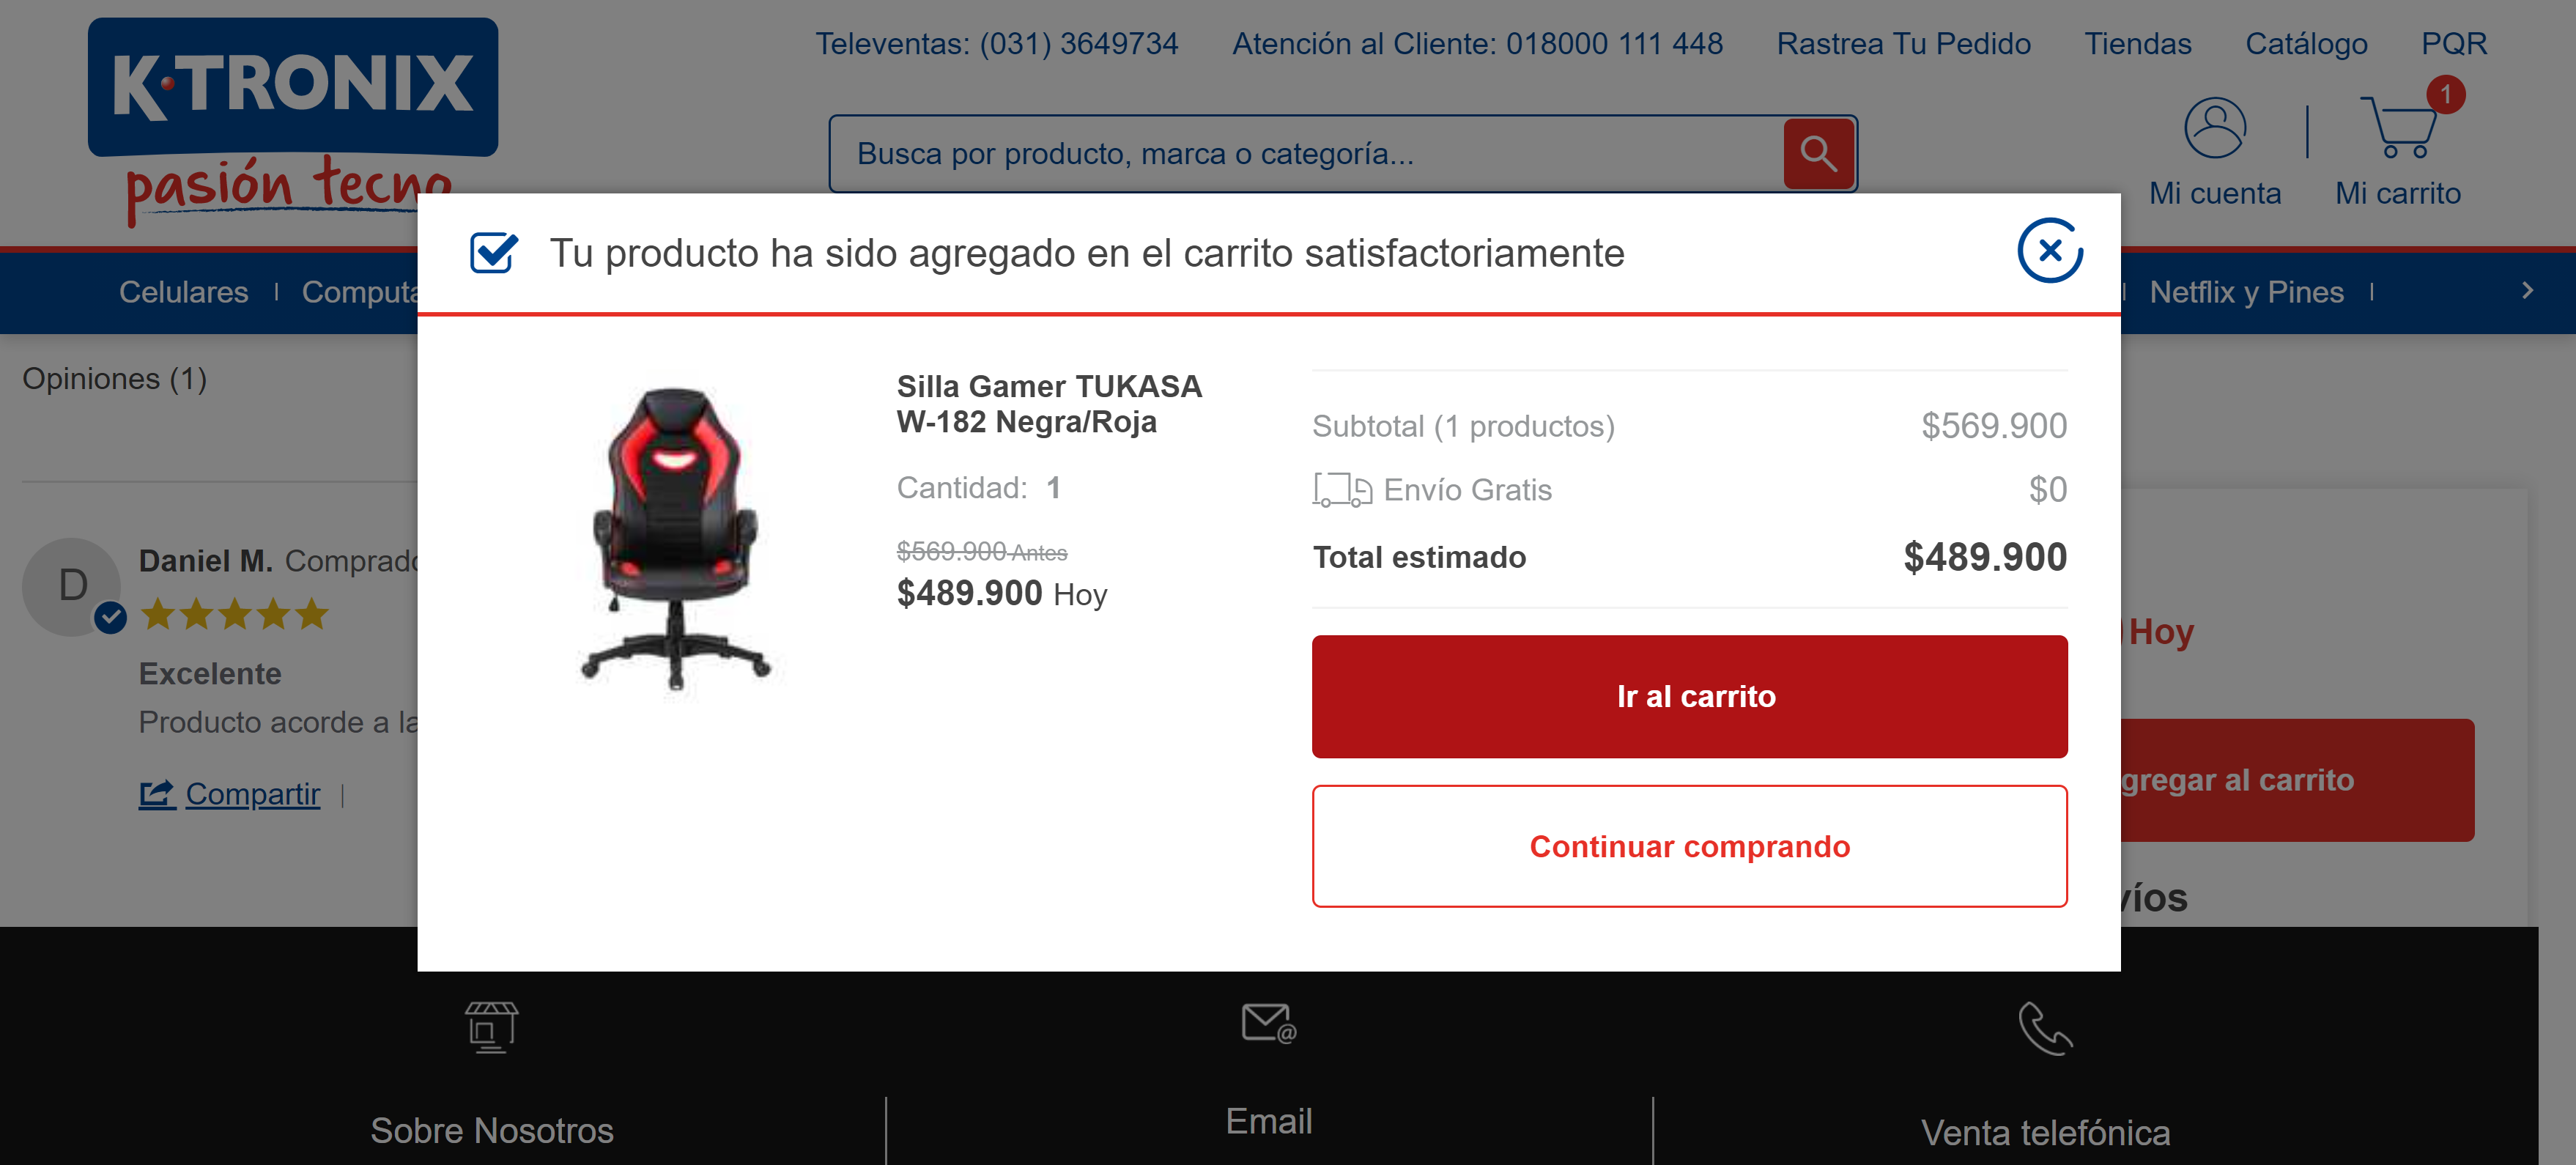 K·TRONIX
pasión tecno
Televentas: (031) 3649734
Atención al Cliente: 018000 111 448
Rastrea Tu Pedido
Tiendas
Catálogo
PQR
Busca por producto, marca o categoría...
1
Mi cuenta
Mi carrito
Celulares
Computa
Netflix y Pines
Tu producto ha sido agregado en el carrito satisfactoriamente
Opiniones (1)
D
Daniel M. Comprado
Excelente
Producto acorde a la
Compartir
Silla Gamer TUKASA
W-182 Negra/Roja
Cantidad: 1
$569.900 Antes
$489.900 Hoy
Subtotal (1 productos) $569.900
Envío Gratis $0
Total estimado $489.900
Ir al carrito
Continuar comprando
Hoy
gregar al carrito
víos
Sobre Nosotros
Email
Venta telefónica